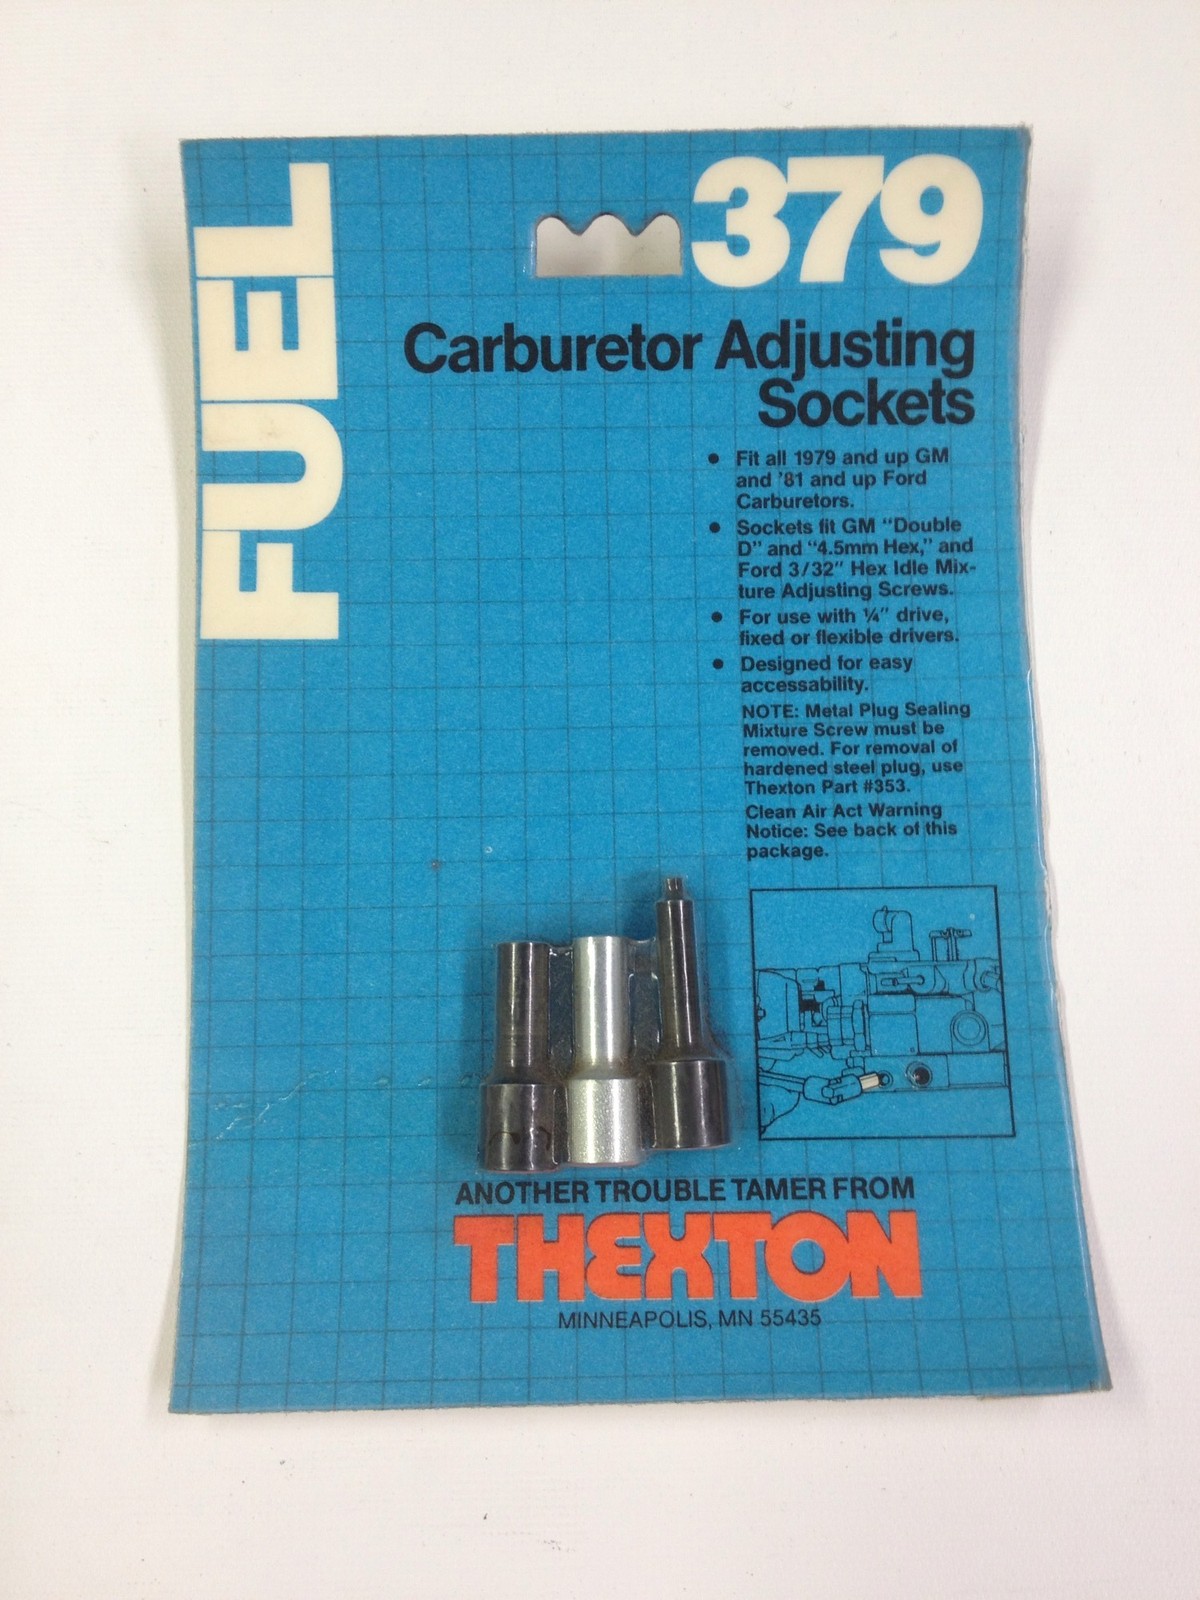 FUEL
379
Carburetor Adjusting
Sockets
• Fit all 1979 and up GM
and '81 and up Ford
Carburetors.
• Sockets fit GM "Double
D" and "4.5mm Hex," and
Ford 3/32" Hex Idle Mix-
ture Adjusting Screws.
• For use with ¼" drive,
fixed or flexible drivers.
• Designed for easy
accessability.
NOTE: Metal Plug Sealing
Mixture Screw must be
removed. For removal of
hardened steel plug, use
Thexton Part #353.
Clean Air Act Warning
Notice: See back of this
package.
ANOTHER TROUBLE TAMER FROM
THEXTON
MINNEAPOLIS, MN 55435